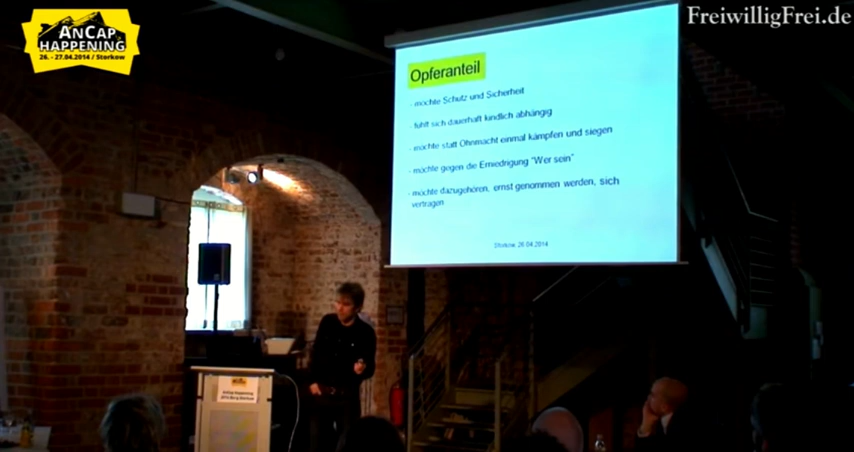 ANCAP
HAPPENING
26. - 27.04.2014 / Storkow
FreiwilligFrei.de
Opferanteil
- möchte Schutz und Sicherheit
- fühlt sich dauerhaft kindlich abhängig
- möchte statt Ohnmacht einmal kämpfen und siegen
- möchte gegen die Erniedrigung "Wer sein"
- möchte dazugehören, ernst genommen werden, sich
vertragen
Storkow, 26.04.2014
AnCap Happening